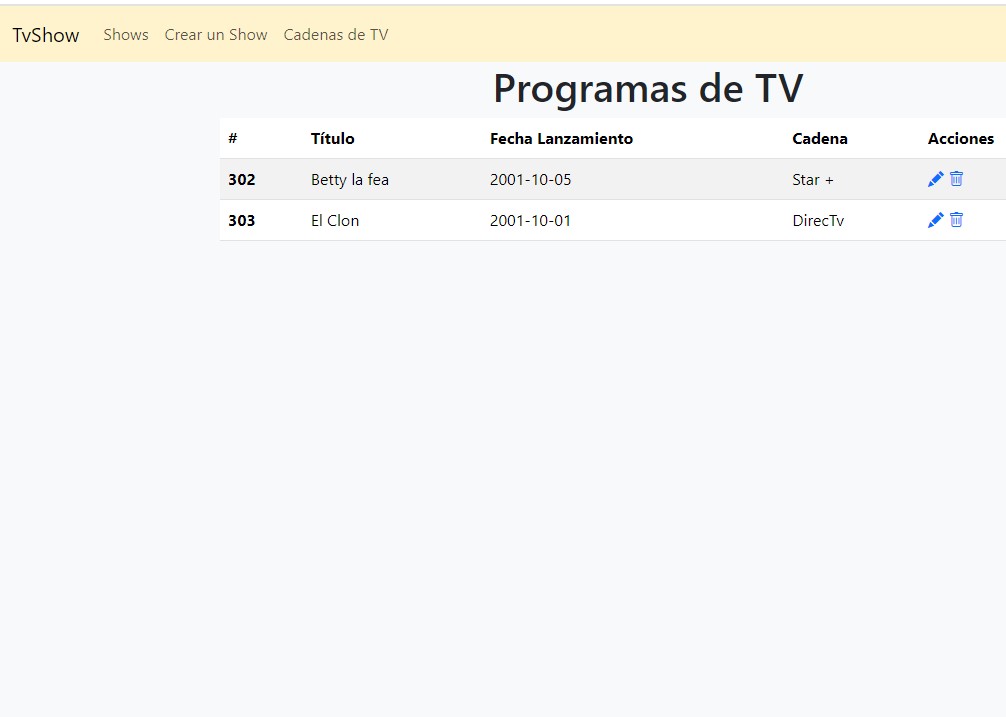 TvShow Shows Crear un Show Cadenas de TV
Programas de TV
# Título Fecha Lanzamiento Cadena Acciones
302 Betty la fea 2001-10-05 Star +
303 El Clon 2001-10-01 DirecTv